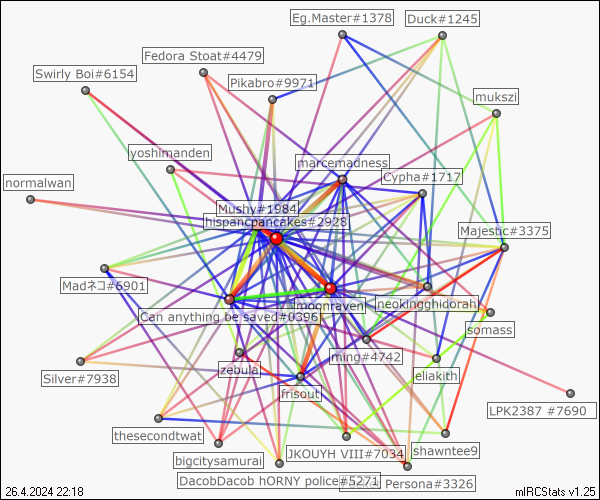 Eg.Master#1378
Duck#1245
Fedora Stoat#4479
Swirly Boi#6154
Pikabro#9971
mukszi
yoshimanden
marcemadness
Cypha#1717
normalwan
Mushy#1984
hispancpancakes#2928
Majestic#3375
Madネコ#6901
moonraven
neokingghidorah
Can anything be saved#0396
somass
ming#4742
zebula
eliakith
Silver#7938
frisout
LPK2387 #7690
thesecondtwat
shawntee9
JKOUYH VIII#7034
bigcitysamurai
DacobDacob hORNY police#5271
Persona#3326
26.4.2024 22:18
mIRCStats v1.25